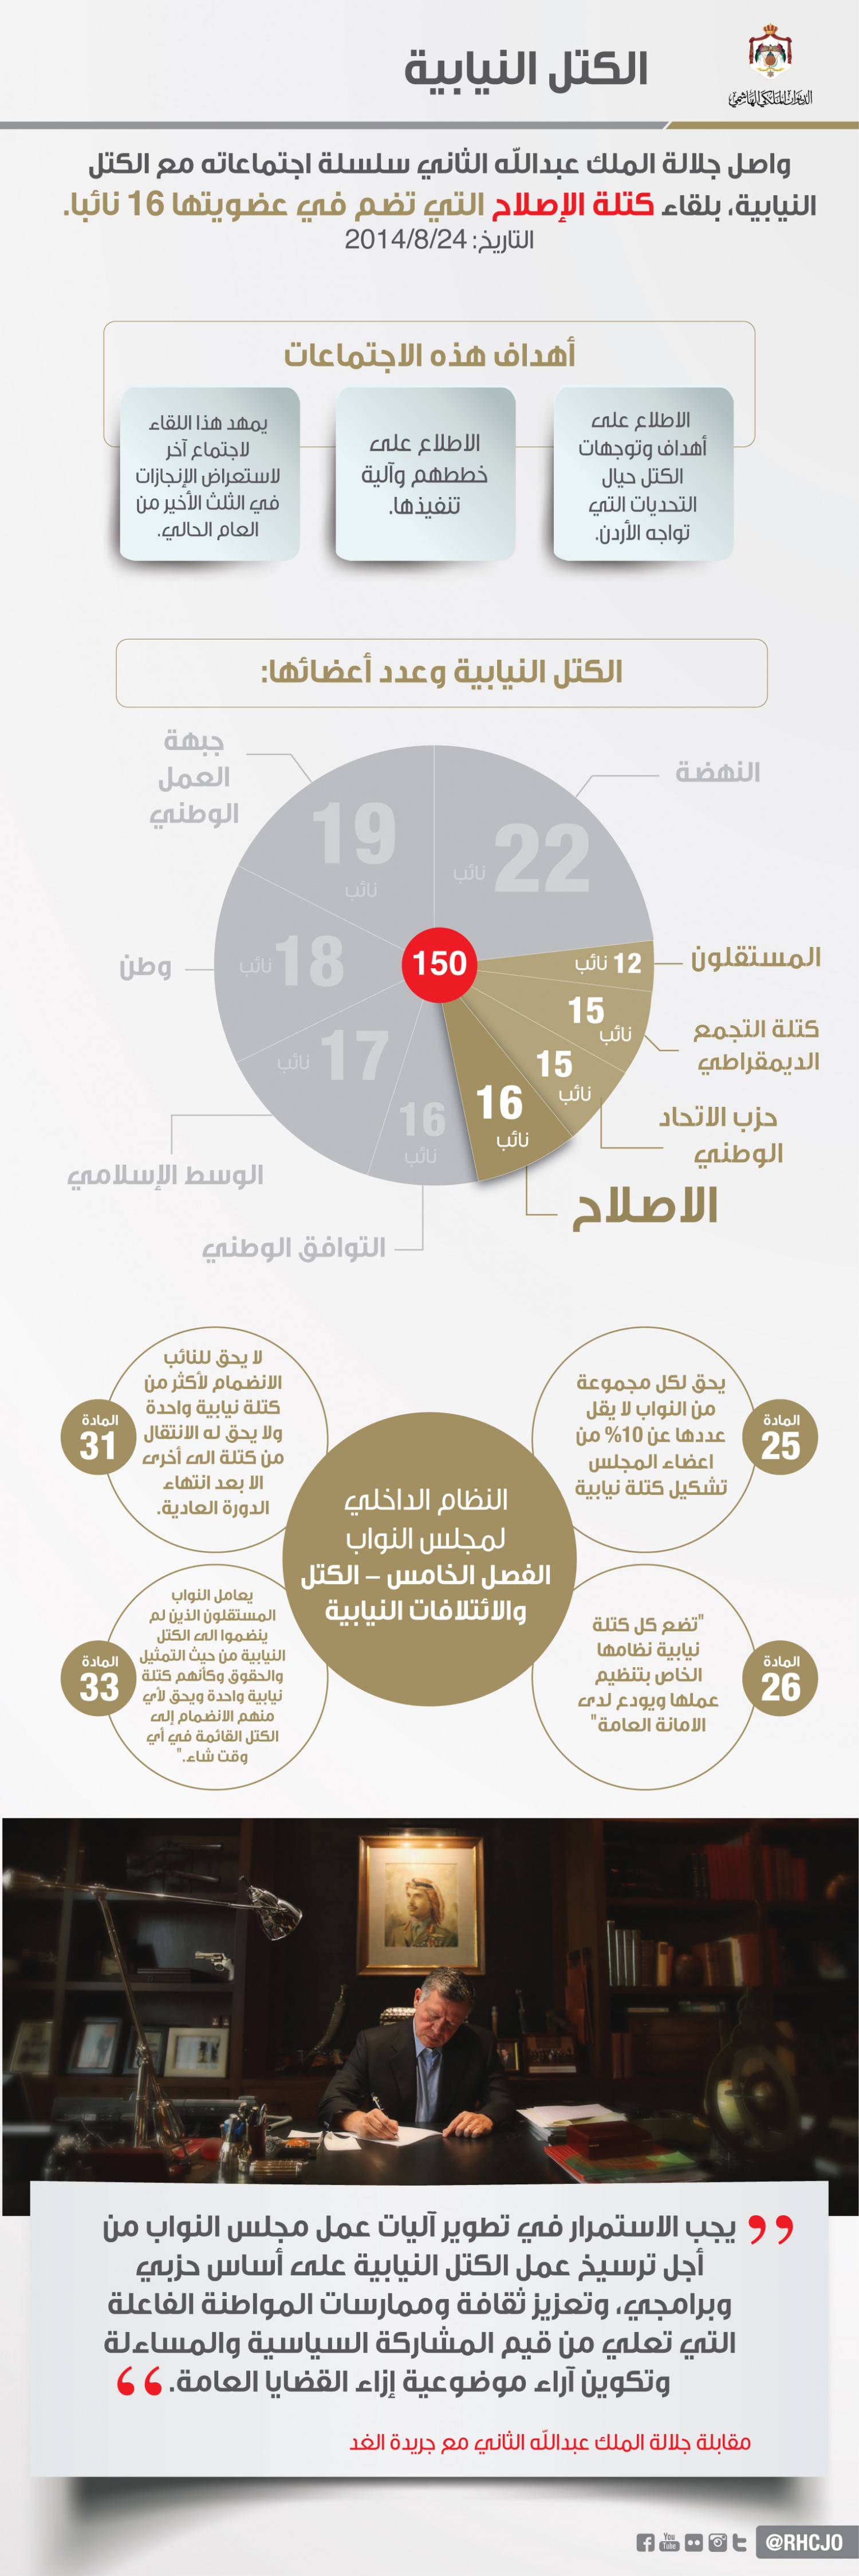 الديوان الملكي الهاشمي
الكتل النيابية
واصل جلالة الملك عبدالله الثاني سلسلة اجتماعاته مع الكتل
النيابية، بلقاء كتلة الإصلاح التي تضم في عضويتها 16 نائبا.
التاريخ: 2014/8/24
أهداف هذه الاجتماعات
الاطلاع على
أهداف وتوجهات
الكتل حيال
التحديات التي
تواجه الأردن.
الاطلاع على
خططهم وآلية
تنفيذها.
يمهد هذا اللقاء
لاجتماع آخر
لاستعراض الإنجازات
في الثلث الأخير من
العام الحالي.
الكتل النيابية وعدد أعضائها:
النهضة
22 نائب
المستقلون
12 نائب
كتلة التجمع
الديمقراطي
15
نائب
حزب الاتحاد
الوطني
15
نائب
الاصلاح
16
نائب
التوافق الوطني
16
نائب
الوسط الإسلامي
17 نائب
وطن
18 نائب
جبهة
العمل
الوطني
19
نائب
150
النظام الداخلي
لمجلس النواب
الفصل الخامس – الكتل
والائتلافات النيابية
المادة
25
يحق لكل مجموعة
من النواب لا يقل
عددها عن 10% من
اعضاء المجلس
تشكيل كتلة نيابية
المادة
26
"تضع كل كتلة
نيابية نظامها
الخاص بتنظيم
عملها ويودع لدى
الامانة العامة"
المادة
31
لا يحق للنائب
الانضمام لأكثر من
كتلة نيابية واحدة
ولا يحق له الانتقال
من كتلة الى أخرى
الا بعد انتهاء
الدورة العادية.
المادة
33
يعامل النواب
المستقلون الذين لم
ينضموا الى الكتل
النيابية من حيث التمثيل
والحقوق وكأنهم كتلة
نيابية واحدة ويحق لأي
منهم الانضمام إلى
الكتل القائمة في أي
وقت شاء."
يجب الاستمرار في تطوير آليات عمل مجلس النواب من
أجل ترسيخ عمل الكتل النيابية على أساس حزبي
وبرامجي، وتعزيز ثقافة وممارسات المواطنة الفاعلة
التي تعلي من قيم المشاركة السياسية والمساءلة
وتكوين آراء موضوعية إزاء القضايا العامة.
مقابلة جلالة الملك عبدالله الثاني مع جريدة الغد
You
Tube
@RHCJO